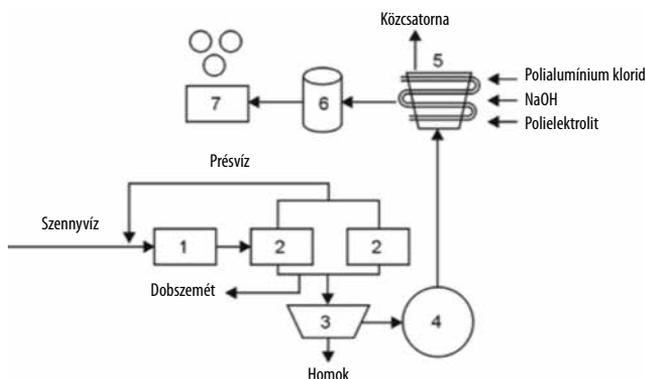 Közcsatorna
5
Polialumínium klorid
NaOH
Polielektrolit
6
7
Présvíz
Szennyvíz
1
2
2
Dobszemét
3
4
Homok